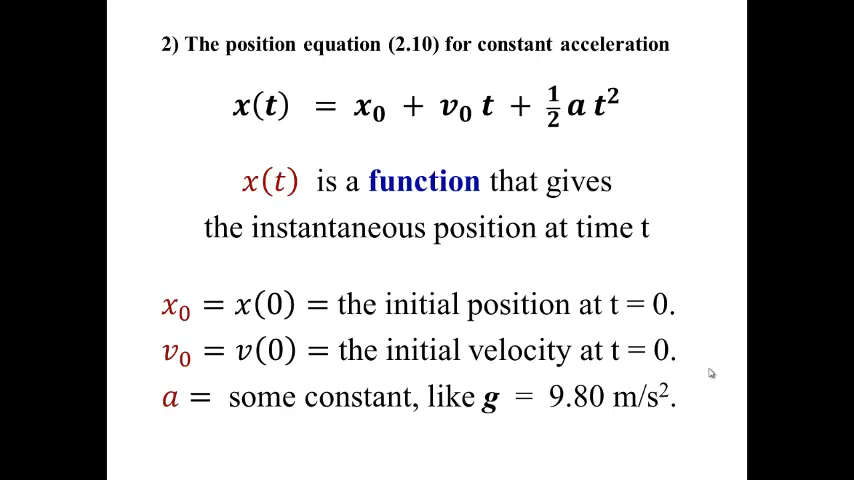 2) The position equation (2.10) for constant acceleration
x(t) = x₀ + v₀ t + ½ a t²
x(t) is a function that gives
the instantaneous position at time t
x₀ = x(0) = the initial position at t = 0.
v₀ = v(0) = the initial velocity at t = 0.
a = some constant, like g = 9.80 m/s².